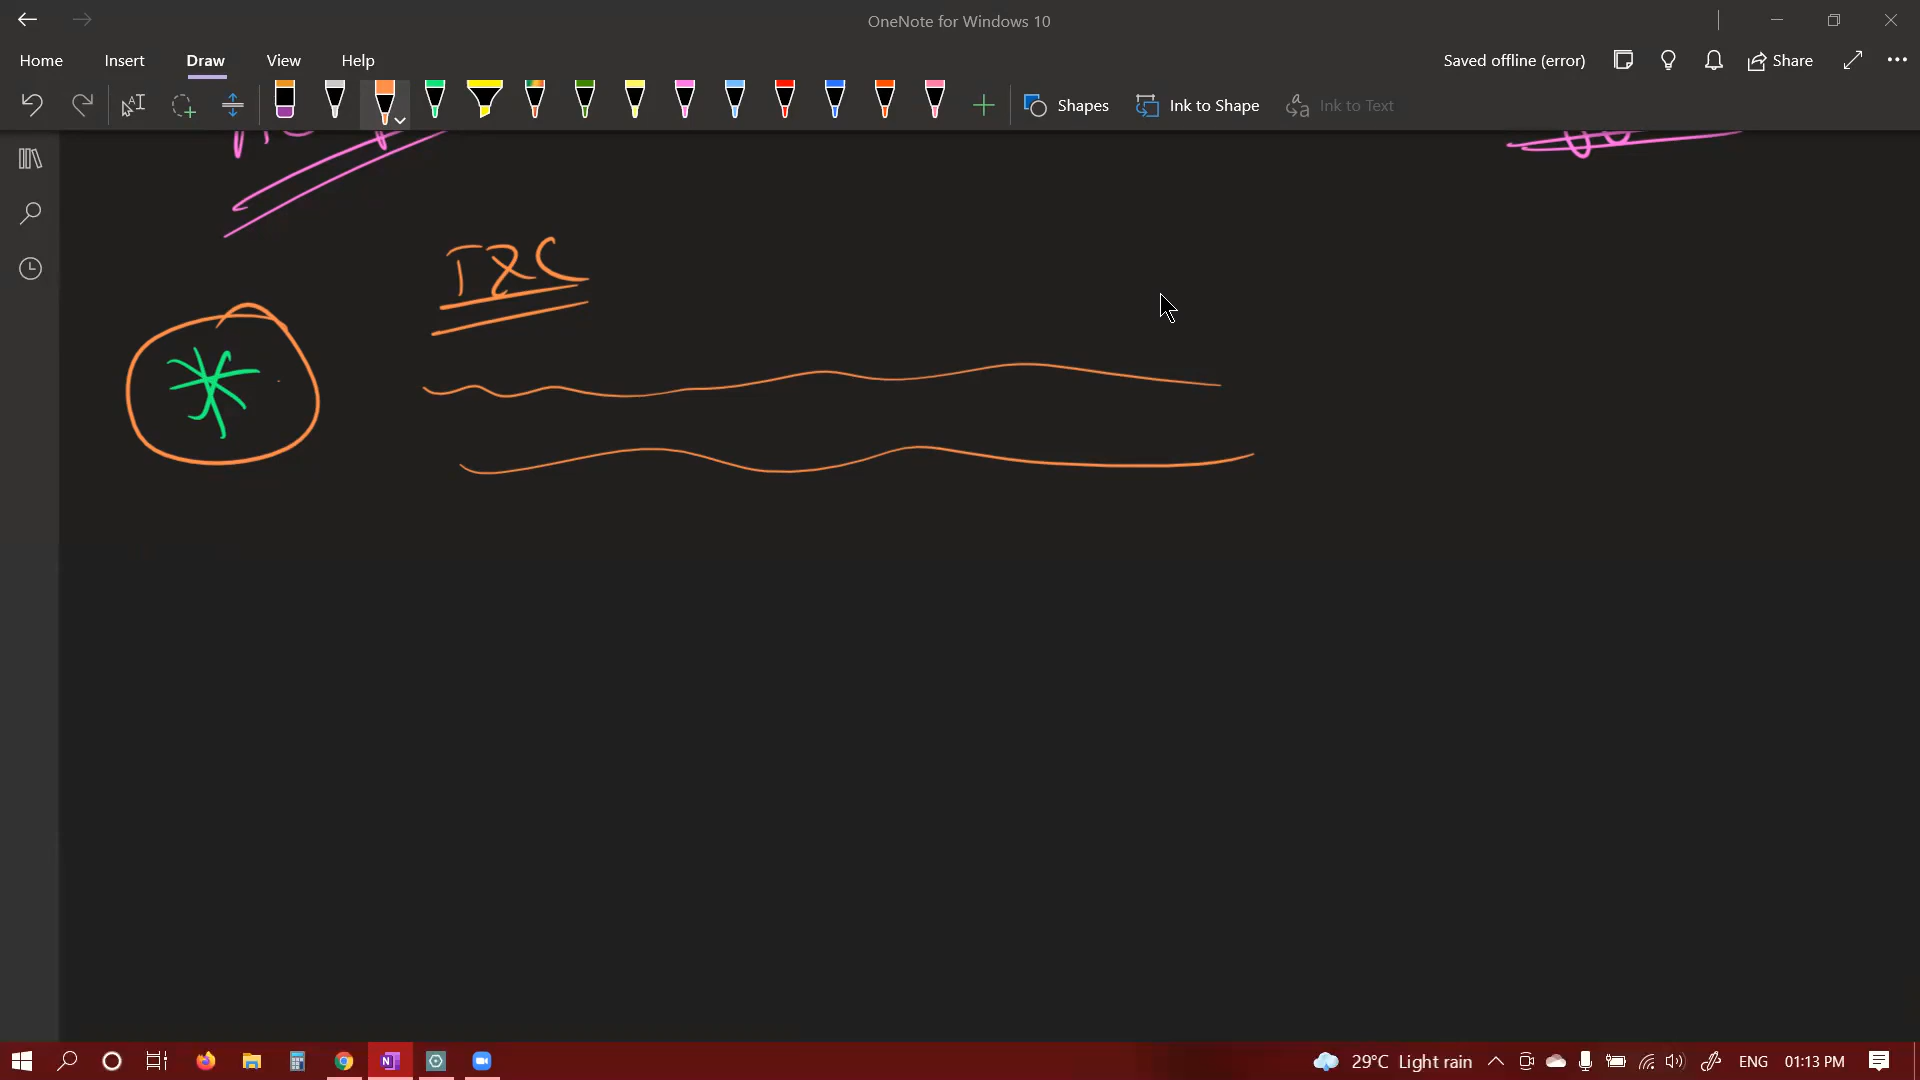 OneNote for Windows 10
Home Insert Draw View Help Saved offline (error) Share
Shapes Ink to Shape Ink to Text
29°C Light rain ENG 01:13 PM